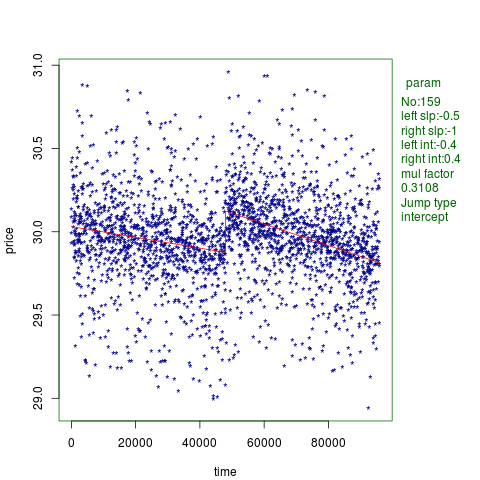 31.0
30.5
30.0
29.5
29.0
price
0
20000
40000
60000
80000
time
param
No:159
left slp:-0.5
right slp:-1
left int:-0.4
right int:0.4
mul factor
0.3108
Jump type
intercept